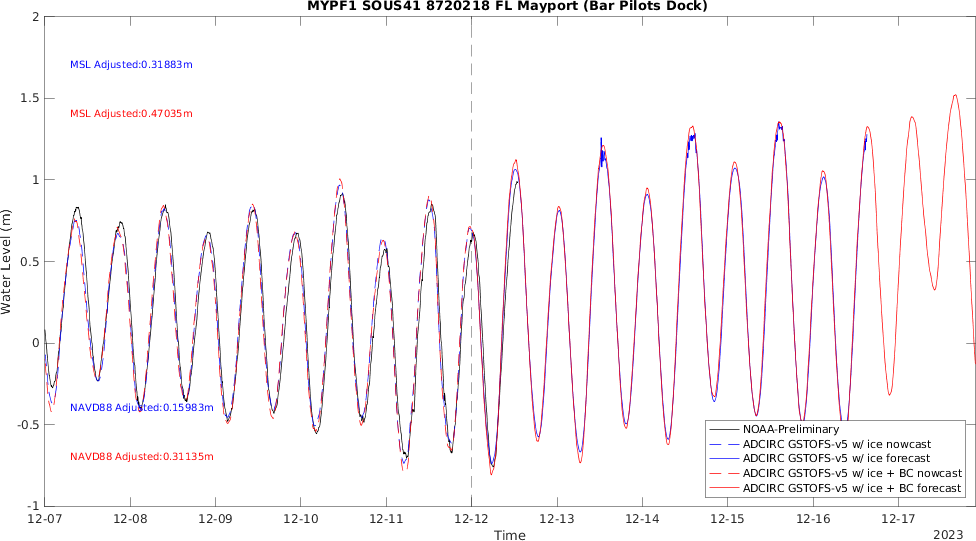 MYPF1 SOUS41 8720218 FL Mayport (Bar Pilots Dock)
2
1.5
1
0.5
0
-0.5
-1
Water Level (m)
MSL Adjusted:0.31883m
MSL Adjusted:0.47035m
NAVD88 Adjusted:0.15983m
NAVD88 Adjusted:0.31135m
NOAA-Preliminary
ADCIRC GSTOFS-v5 w/ ice nowcast
ADCIRC GSTOFS-v5 w/ ice forecast
ADCIRC GSTOFS-v5 w/ ice + BC nowcast
ADCIRC GSTOFS-v5 w/ ice + BC forecast
12-07 12-08 12-09 12-10 12-11 12-12 12-13 12-14 12-15 12-16 12-17
Time
2023